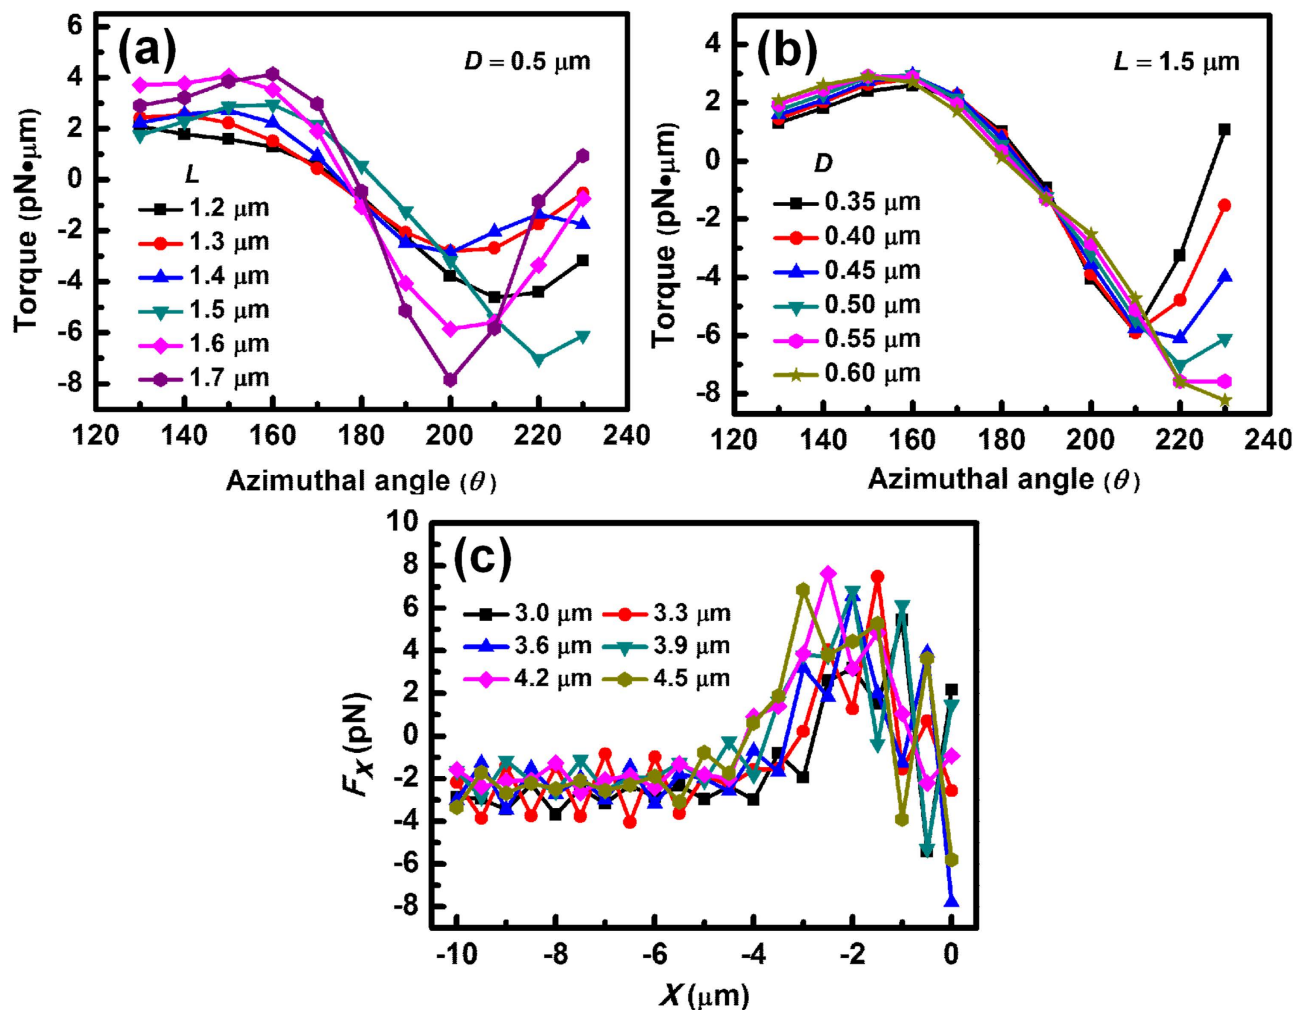 (a)
D = 0.5 μm
Torque (pN•μm)
6
4
2
0
-2
-4
-6
-8
L
1.2 μm
1.3 μm
1.4 μm
1.5 μm
1.6 μm
1.7 μm
120 140 160 180 200 220 240
Azimuthal angle (θ)
(b)
L = 1.5 μm
Torque (pN•μm)
4
2
0
-2
-4
-6
-8
D
0.35 μm
0.40 μm
0.45 μm
0.50 μm
0.55 μm
0.60 μm
120 140 160 180 200 220 240
Azimuthal angle (θ)
(c)
Fx (pN)
10
8
6
4
2
0
-2
-4
-6
-8
3.0 μm 3.3 μm
3.6 μm 3.9 μm
4.2 μm 4.5 μm
-10 -8 -6 -4 -2 0
X (μm)